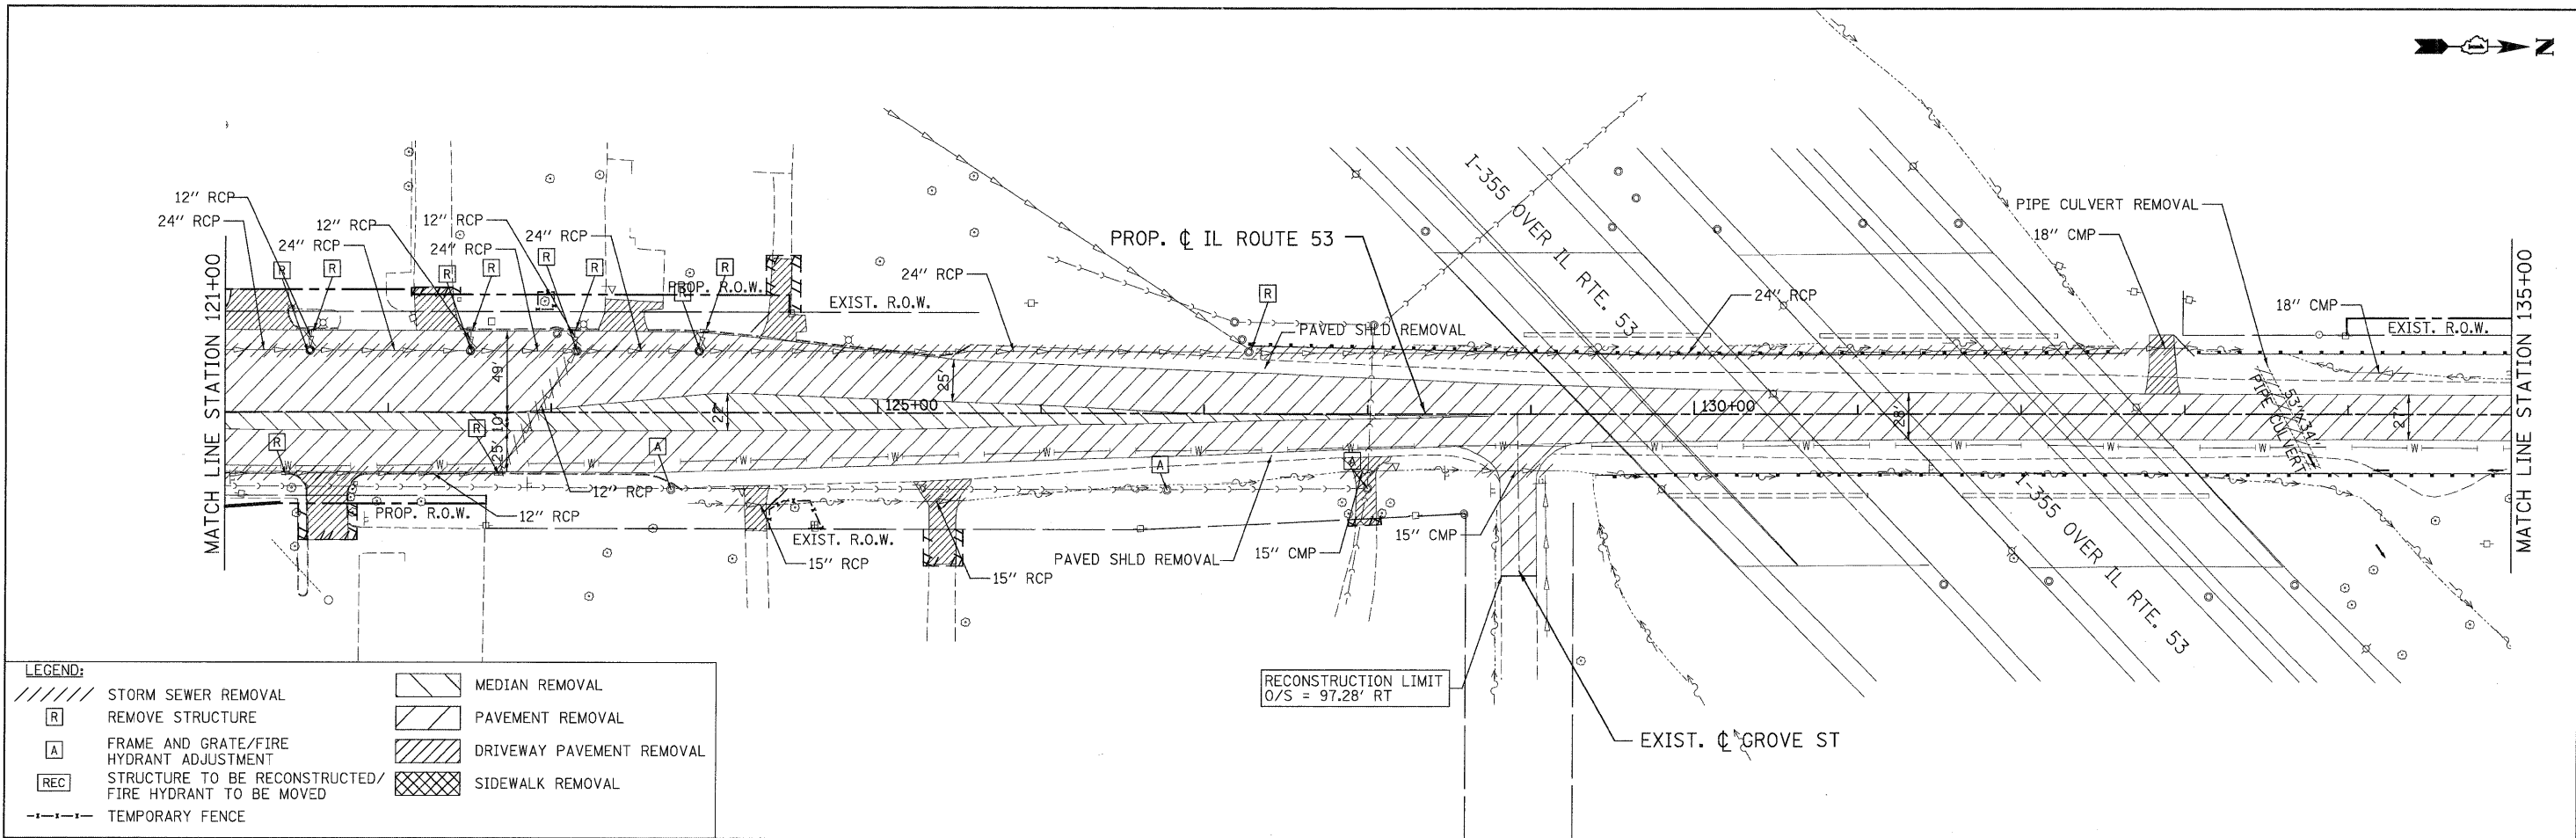 N
12" RCP
24" RCP
24" RCP
12" RCP
12" RCP
24" RCP
24" RCP
R
R
R
R
R
R
R
R
R
PROP. R.O.W.
EXIST. R.O.W.
24" RCP
PROP. ℄ IL ROUTE 53
I-355 OVER IL RTE. 53
PAVED SHLD REMOVAL
24" RCP
PIPE CULVERT REMOVAL
18" CMP
18" CMP
EXIST. R.O.W.
MATCH LINE STATION 121+00
MATCH LINE STATION 135+00
49'
10'
25'
22'
25'
125+00
130+00
28'
27'
53"X34"
PIPE CULVERT
R
R
A
A
A
W
W
W
W
W
W
W
W
W
W
W
W
W
W
12" RCP
12" RCP
PROP. R.O.W.
EXIST. R.O.W.
15" RCP
15" RCP
PAVED SHLD REMOVAL
15" CMP
15" CMP
I-355 OVER IL RTE. 53
RECONSTRUCTION LIMIT
O/S = 97.28' RT
EXIST. ℄ GROVE ST
LEGEND:
STORM SEWER REMOVAL
R REMOVE STRUCTURE
A FRAME AND GRATE/FIRE
HYDRANT ADJUSTMENT
REC STRUCTURE TO BE RECONSTRUCTED/
FIRE HYDRANT TO BE MOVED
TEMPORARY FENCE
MEDIAN REMOVAL
PAVEMENT REMOVAL
DRIVEWAY PAVEMENT REMOVAL
SIDEWALK REMOVAL